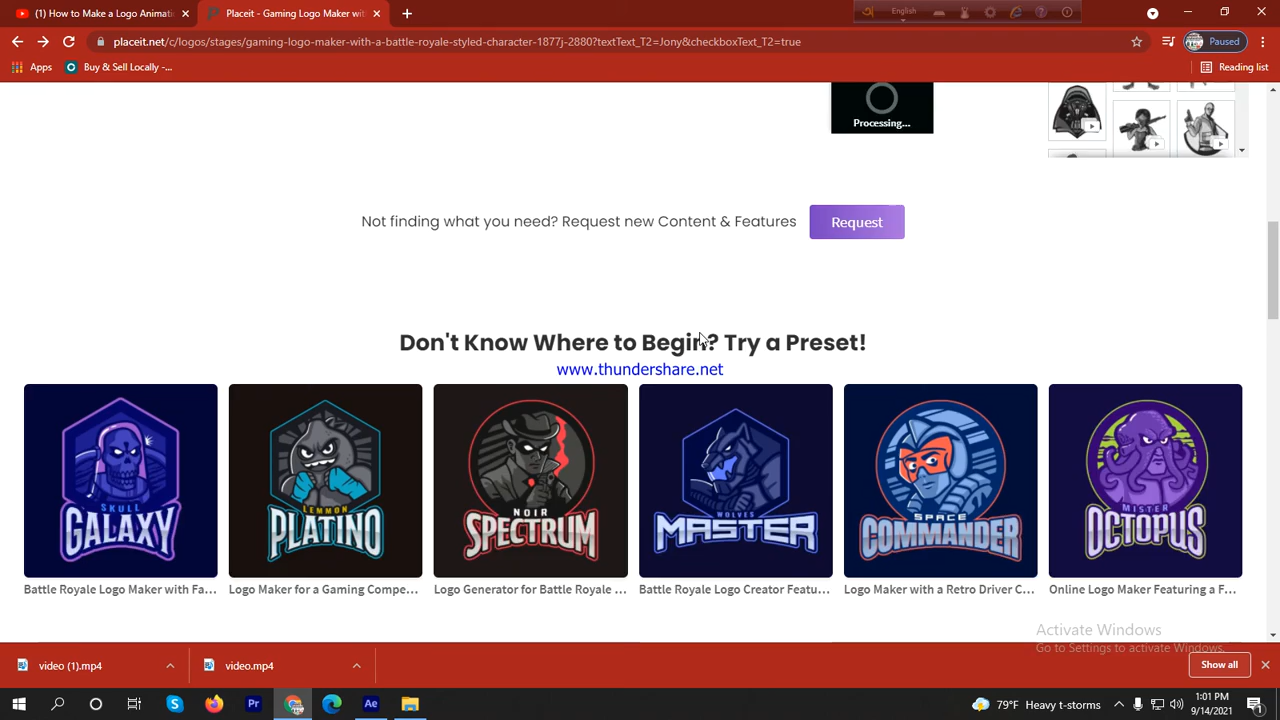 (1) How to Make a Logo Animatio
Placeit - Gaming Logo Maker with
English
placeit.net/c/logos/stages/gaming-logo-maker-with-a-battle-royale-styled-character-1877j-2880?textText_T2=Jony&checkboxText_T2=true
Paused
Apps
Buy & Sell Locally -...
Reading list
Processing...
Not finding what you need? Request new Content & Features
Request
Don't Know Where to Begin? Try a Preset!
www.thundershare.net
SKULL
GALAXY
LEMMON
PLATINO
NOIR
SPECTRUM
WOLVES
MASTER
SPACE
COMMANDER
MISTER
OCTOPUS
Battle Royale Logo Maker with Fa...
Logo Maker for a Gaming Compe...
Logo Generator for Battle Royale ...
Battle Royale Logo Creator Featu...
Logo Maker with a Retro Driver C...
Online Logo Maker Featuring a F...
Activate Windows
Go to Settings to activate Windows.
video (1).mp4
video.mp4
Show all
Pr
Ae
79°F Heavy t-storms
1:01 PM
9/14/2021